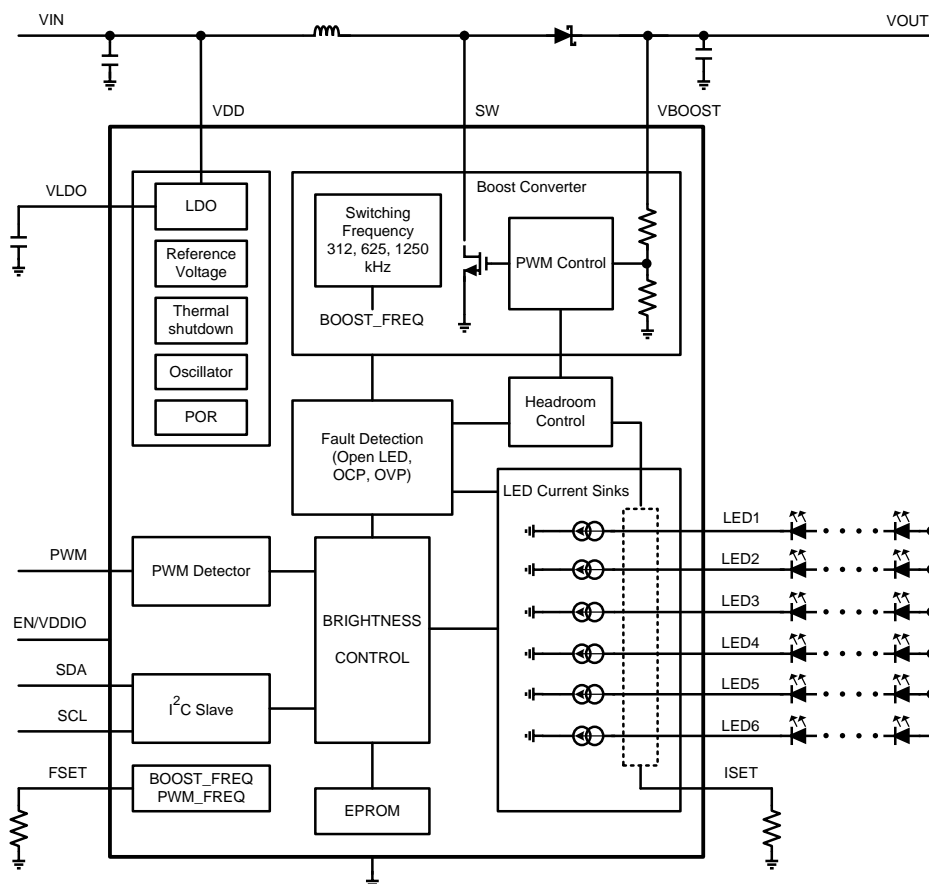 VIN
VOUT
VDD
SW
VBOOST
VLDO
LDO
Reference
Voltage
Thermal
shutdown
Oscillator
POR
Boost Converter
Switching
Frequency
312, 625, 1250
kHz
BOOST_FREQ
PWM Control
Headroom
Control
Fault Detection
(Open LED,
OCP, OVP)
LED Current Sinks
LED1
LED2
LED3
LED4
LED5
LED6
PWM
PWM Detector
BRIGHTNESS
CONTROL
EN/VDDIO
SDA
SCL
I²C Slave
FSET
BOOST_FREQ
PWM_FREQ
EPROM
ISET